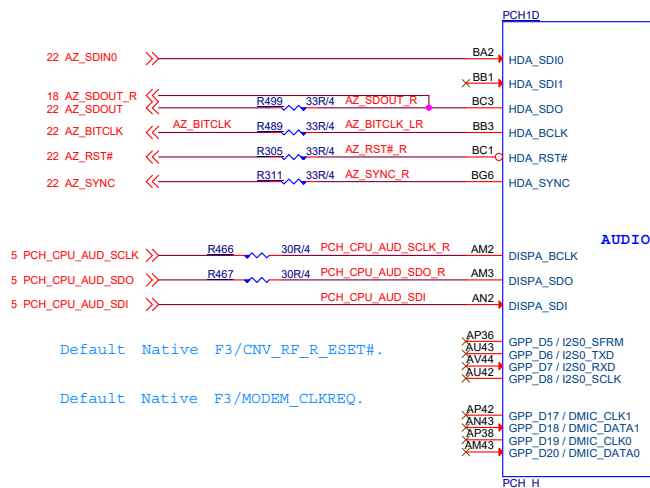 PCH1D
22 AZ_SDIN0 BA2 HDA_SDI0
BB1 HDA_SDI1
18 AZ_SDOUT_R
22 AZ_SDOUT R499 33R/4 AZ_SDOUT_R BC3 HDA_SDO
22 AZ_BITCLK AZ_BITCLK R489 33R/4 AZ_BITCLK_LR BB3 HDA_BCLK
22 AZ_RST# R305 33R/4 AZ_RST#_R BC1 HDA_RST#
22 AZ_SYNC R311 33R/4 AZ_SYNC_R BG6 HDA_SYNC
AUDIO
5 PCH_CPU_AUD_SCLK R466 30R/4 PCH_CPU_AUD_SCLK_R AM2 DISPA_BCLK
5 PCH_CPU_AUD_SDO R467 30R/4 PCH_CPU_AUD_SDO_R AM3 DISPA_SDO
5 PCH_CPU_AUD_SDI PCH_CPU_AUD_SDI AN2 DISPA_SDI
AP36 GPP_D5 / I2S0_SFRM
Default Native F3/CNV_RF_R_ESET#. AU43 GPP_D6 / I2S0_TXD
AV44 GPP_D7 / I2S0_RXD
AU42 GPP_D8 / I2S0_SCLK
Default Native F3/MODEM_CLKREQ.
AP42 GPP_D17 / DMIC_CLK1
AN43 GPP_D18 / DMIC_DATA1
AP38 GPP_D19 / DMIC_CLK0
AM43 GPP_D20 / DMIC_DATA0
PCH_H